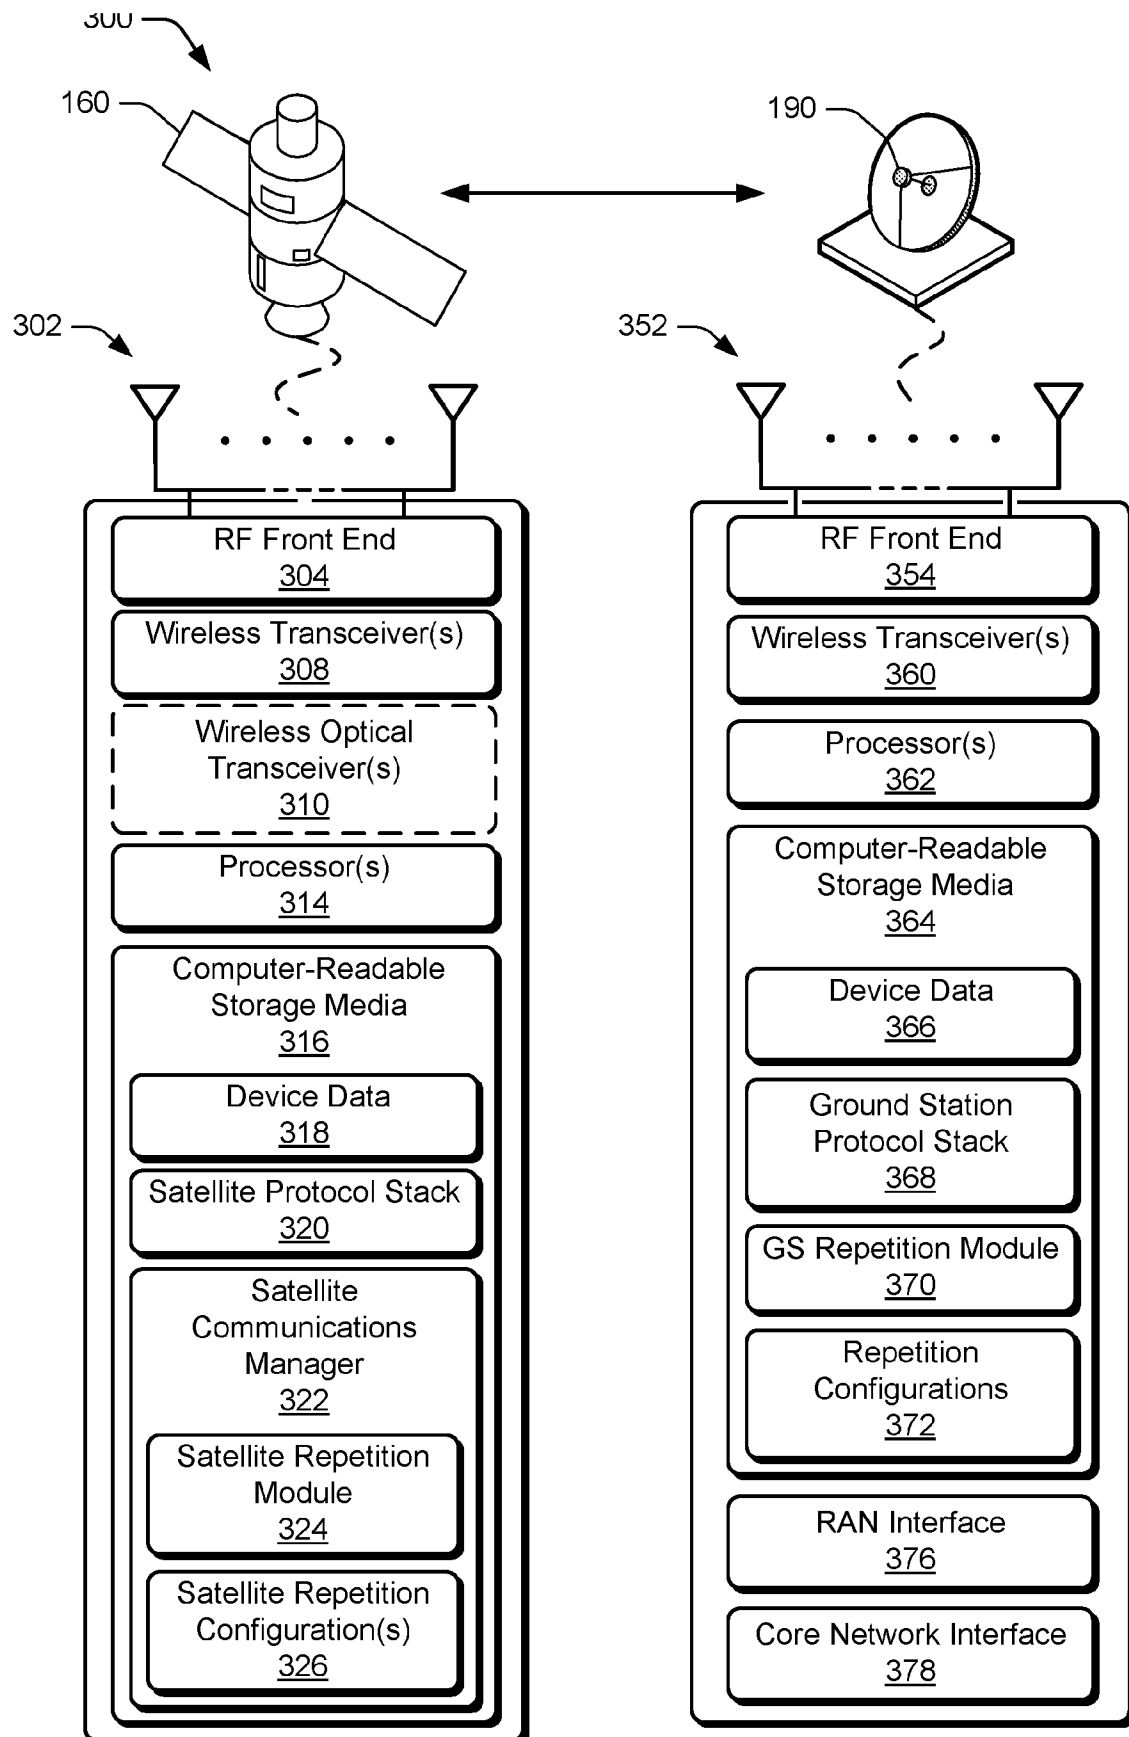 300
160
190
302
352
RF Front End
304
Wireless Transceiver(s)
308
Wireless Optical
Transceiver(s)
310
Processor(s)
314
Computer-Readable
Storage Media
316
Device Data
318
Satellite Protocol Stack
320
Satellite
Communications
Manager
322
Satellite Repetition
Module
324
Satellite Repetition
Configuration(s)
326
RF Front End
354
Wireless Transceiver(s)
360
Processor(s)
362
Computer-Readable
Storage Media
364
Device Data
366
Ground Station
Protocol Stack
368
GS Repetition Module
370
Repetition
Configurations
372
RAN Interface
376
Core Network Interface
378